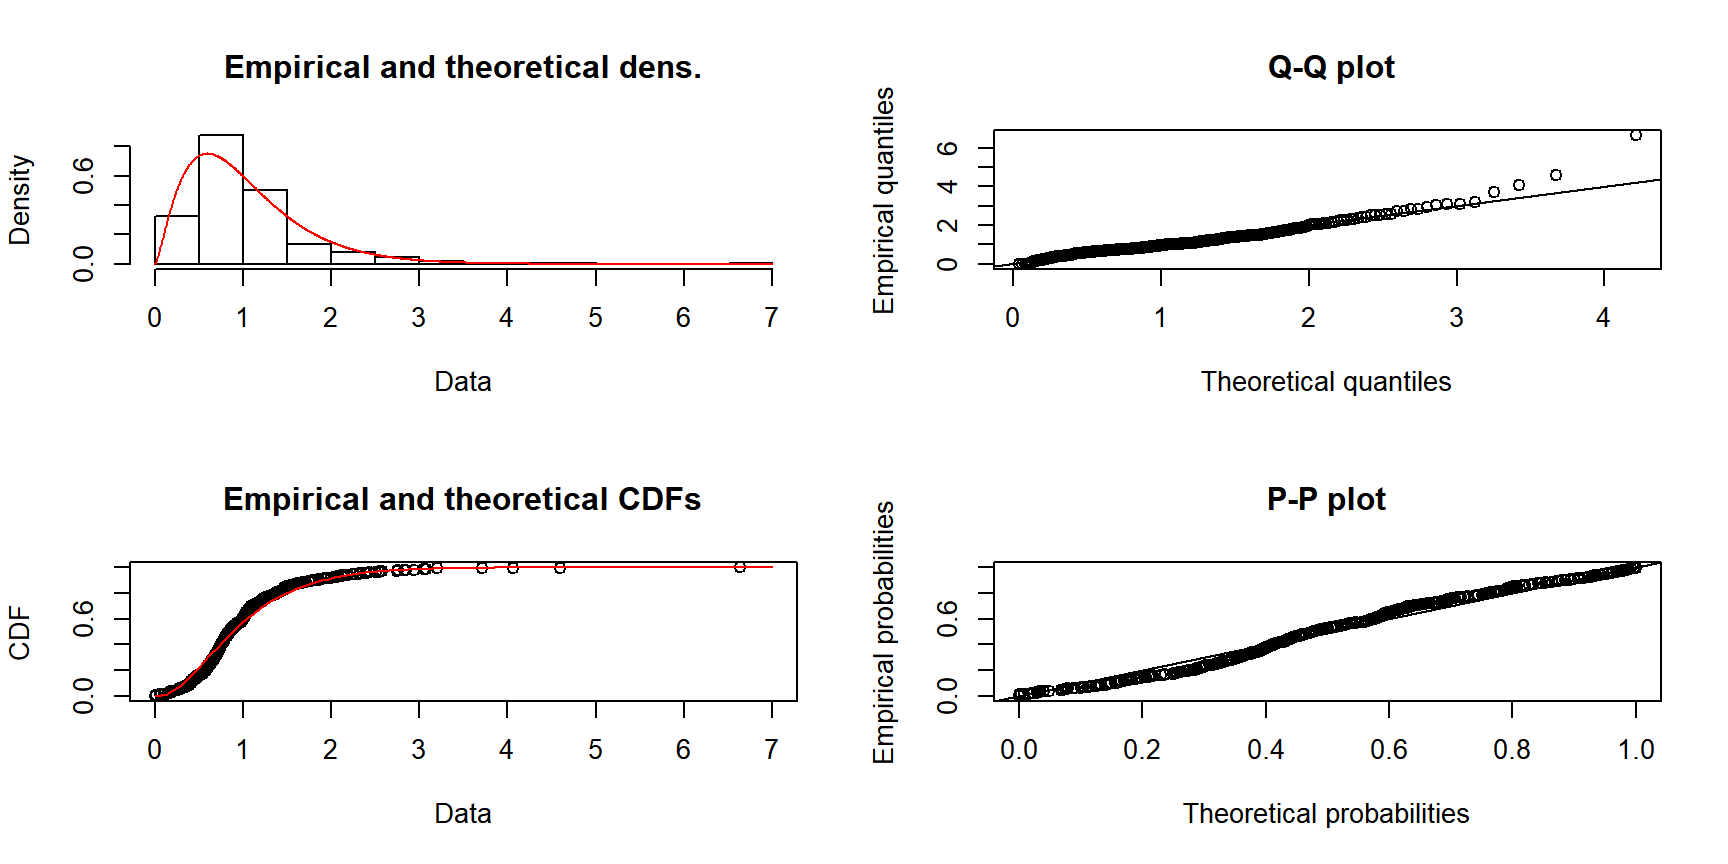 Empirical and theoretical dens.
Density
0.0 0.6
0 1 2 3 4 5 6 7
Data
Q-Q plot
Empirical quantiles
0 2 4 6
0 1 2 3 4
Theoretical quantiles
Empirical and theoretical CDFs
CDF
0.0 0.6
0 1 2 3 4 5 6 7
Data
P-P plot
Empirical probabilities
0.0 0.6
0.0 0.2 0.4 0.6 0.8 1.0
Theoretical probabilities